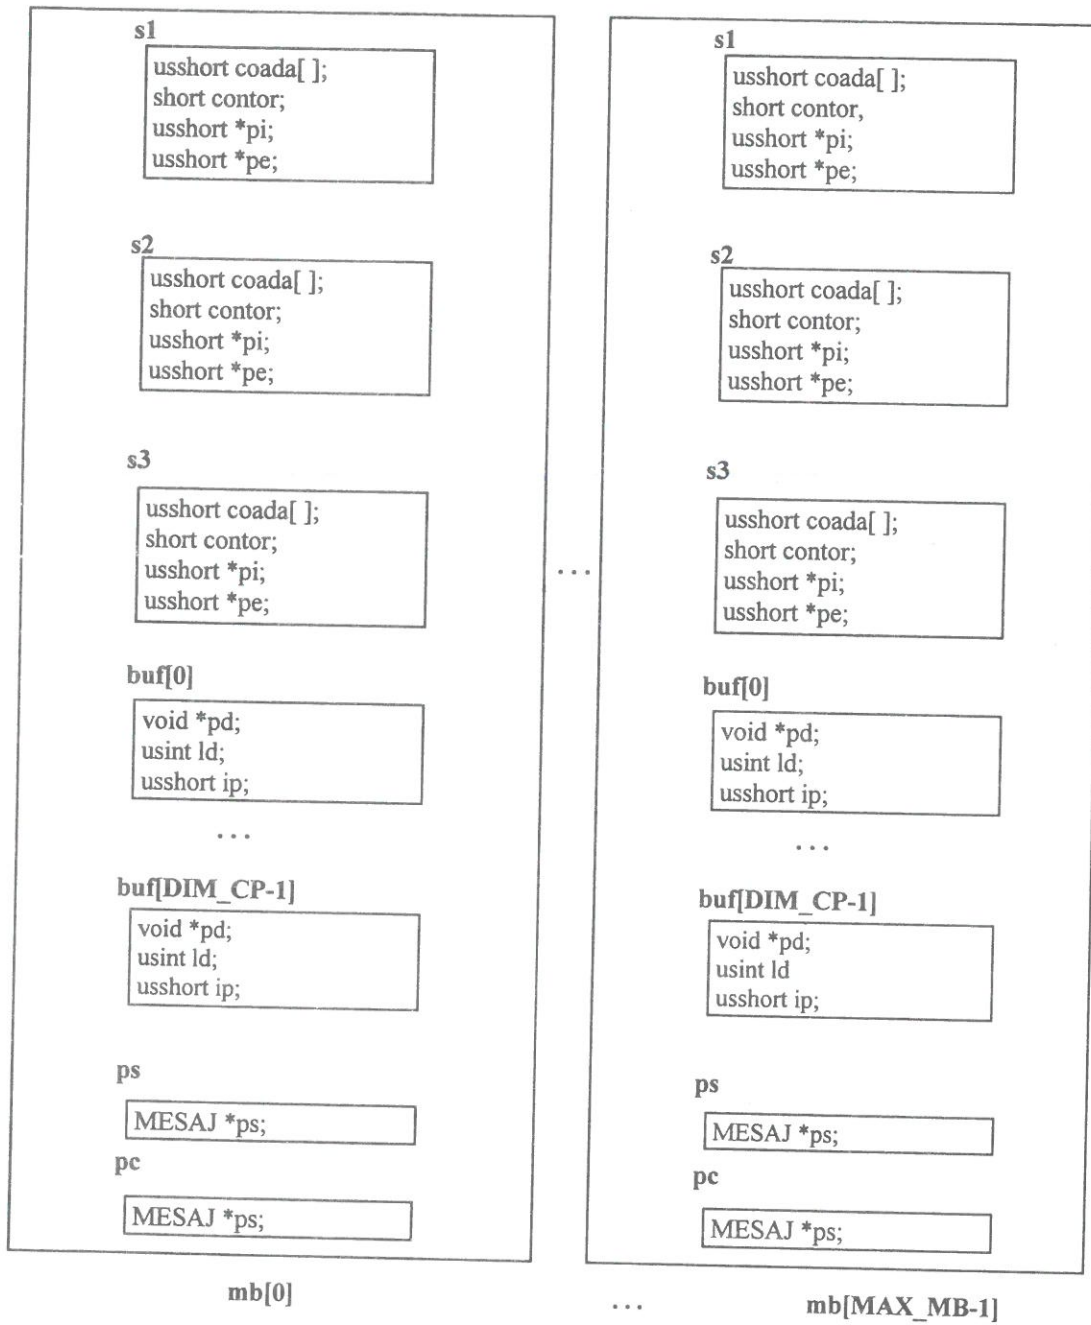 s1
usshort coada[ ];
short contor;
usshort *pi;
usshort *pe;
s2
usshort coada[ ];
short contor;
usshort *pi;
usshort *pe;
s3
usshort coada[ ];
short contor;
usshort *pi;
usshort *pe;
buf[0]
void *pd;
usint ld;
usshort ip;
...
buf[DIM_CP-1]
void *pd;
usint ld;
usshort ip;
ps
MESAJ *ps;
pc
MESAJ *ps;
mb[0]
...
s1
usshort coada[ ];
short contor,
usshort *pi;
usshort *pe;
s2
usshort coada[ ];
short contor;
usshort *pi;
usshort *pe;
s3
usshort coada[ ];
short contor;
usshort *pi;
usshort *pe;
buf[0]
void *pd;
usint ld;
usshort ip;
...
buf[DIM_CP-1]
void *pd;
usint ld
usshort ip;
ps
MESAJ *ps;
pc
MESAJ *ps;
...
mb[MAX_MB-1]